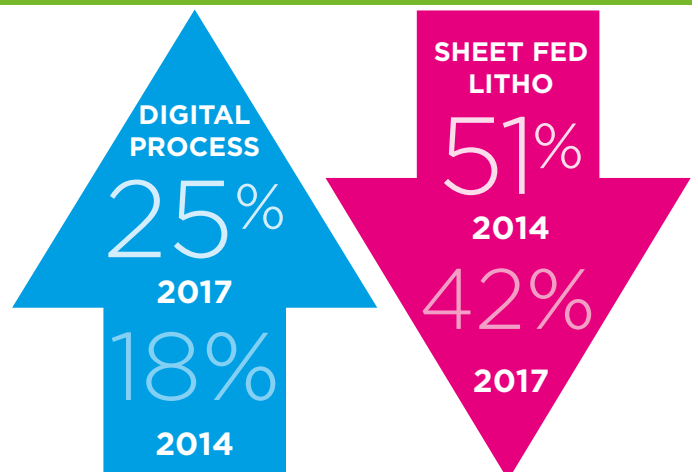 DIGITAL
PROCESS
25%
2017
18%
2014
SHEET FED
LITHO
51%
2014
42%
2017